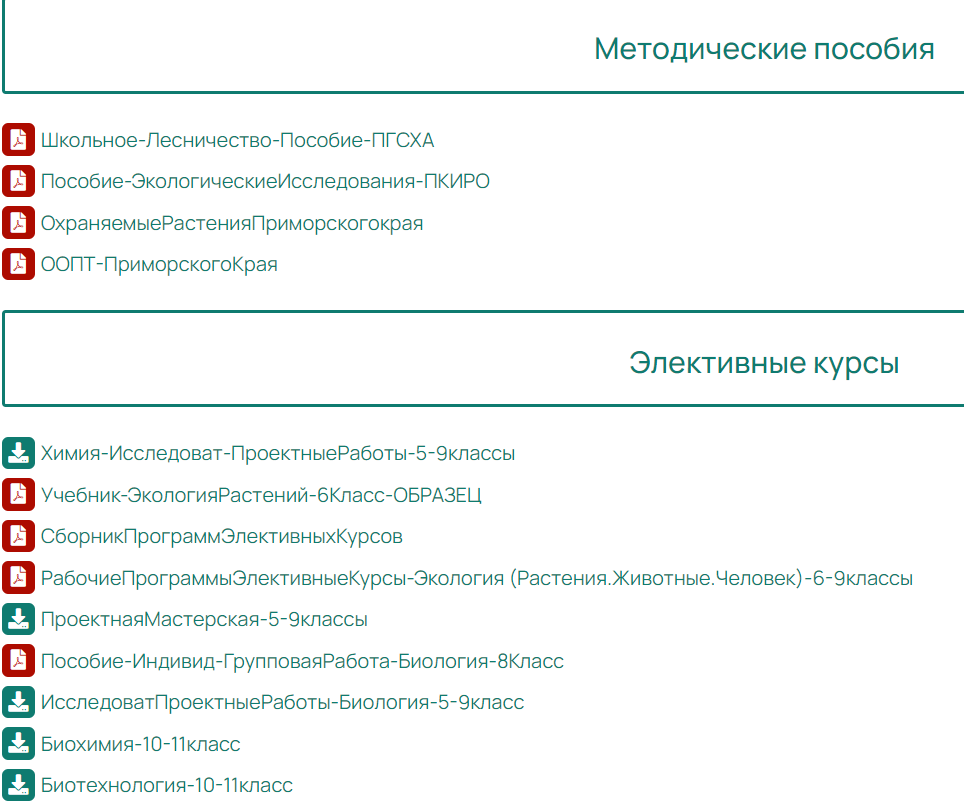 Методические пособия
Школьное-Лесничество-Пособие-ПГСХА
Пособие-ЭкологическиеИсследования-ПКИРО
ОхраняемыеРастенияПриморскогокрая
ООПТ-ПриморскогоКрая
Элективные курсы
Химия-Исследоват-ПроектныеРаботы-5-9классы
Учебник-ЭкологияРастений-6Класс-ОБРАЗЕЦ
СборникПрограммЭлективныхКурсов
РабочиеПрограммыЭлективныеКурсы-Экология (Растения.Животные.Человек)-6-9классы
ПроектнаяМастерская-5-9классы
Пособие-Индивид-ГрупповаяРабота-Биология-8Класс
ИсследоватПроектныеРаботы-Биология-5-9класс
Биохимия-10-11класс
Биотехнология-10-11класс